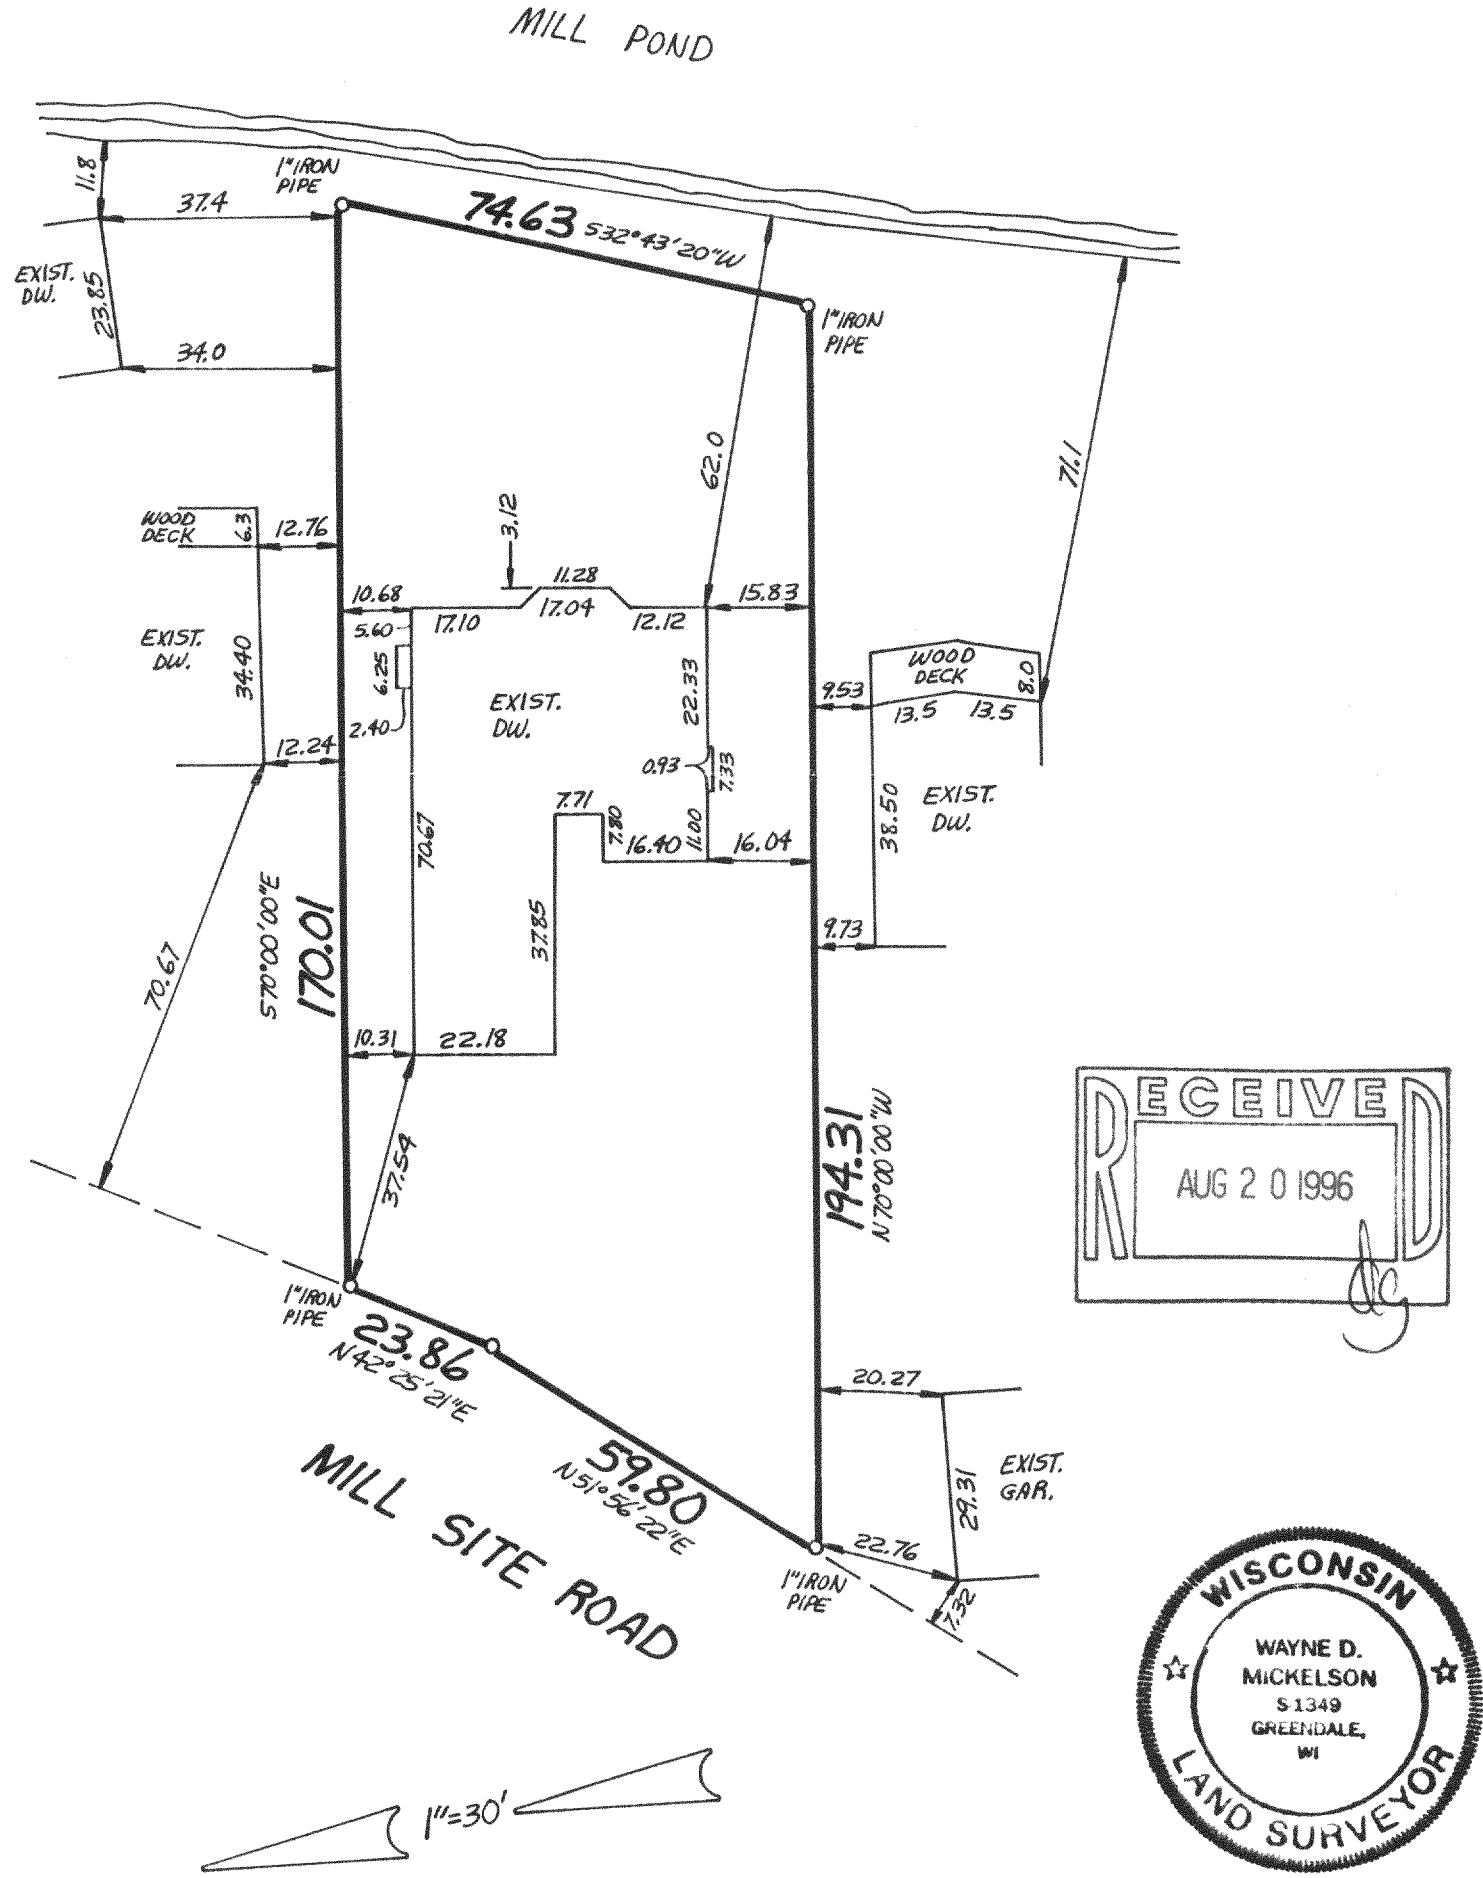 MILL POND
11.8
1" IRON
PIPE
37.4
74.63
S32°43'20"W
EXIST.
DW.
23.85
34.0
1" IRON
PIPE
62.0
71.1
WOOD
DECK
6.3
12.76
3.12
11.28
10.68
17.10
17.04
12.12
15.83
5.60
6.25
2.40
EXIST.
DW.
34.40
12.24
EXIST.
DW.
22.33
0.93
7.33
9.53
WOOD
DECK
8.0
13.5
13.5
7.71
7.80
16.40
11.00
16.04
70.67
38.50
EXIST.
DW.
9.73
37.85
S70°00'00"E
170.01
70.67
10.31
22.18
37.54
194.31
N70°00'00"W
RECEIVED
AUG 20 1996
dg
1" IRON
PIPE
23.86
N42°25'21"E
59.80
N51°56'22"E
MILL SITE ROAD
20.27
29.31
EXIST.
GAR.
22.76
7.32
1" IRON
PIPE
1"=30'
WISCONSIN
WAYNE D.
MICKELSON
S-1349
GREENDALE,
WI
LAND SURVEYOR